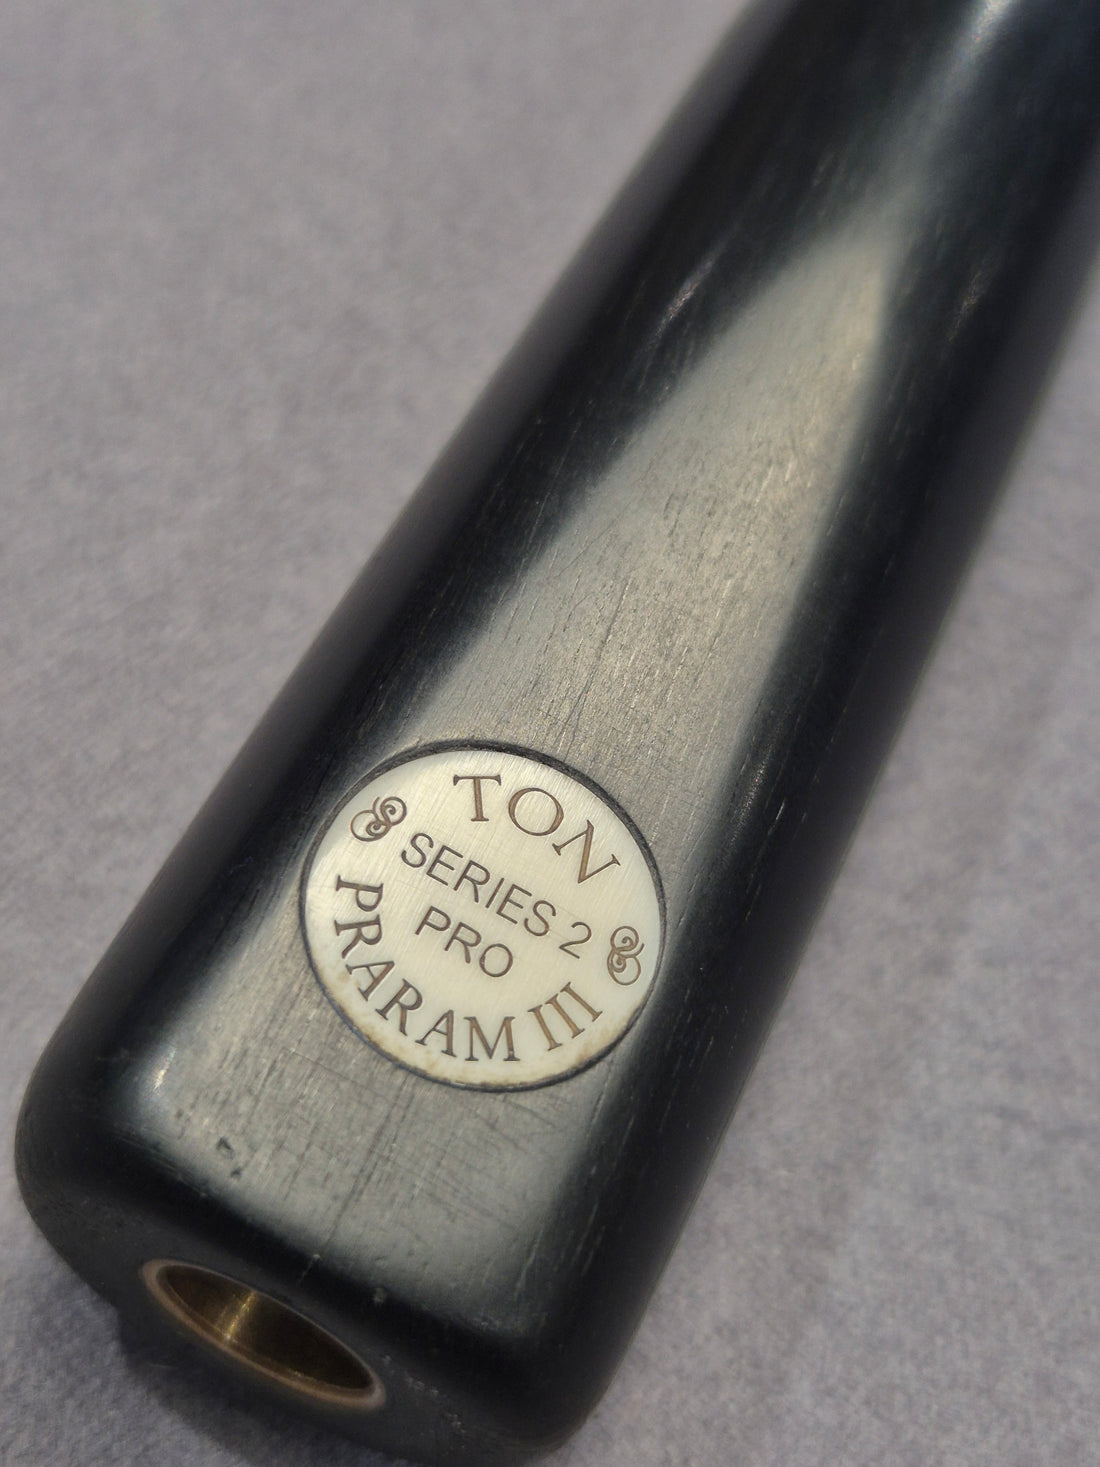 TON
SERIES 2
PRO
PRARAM III